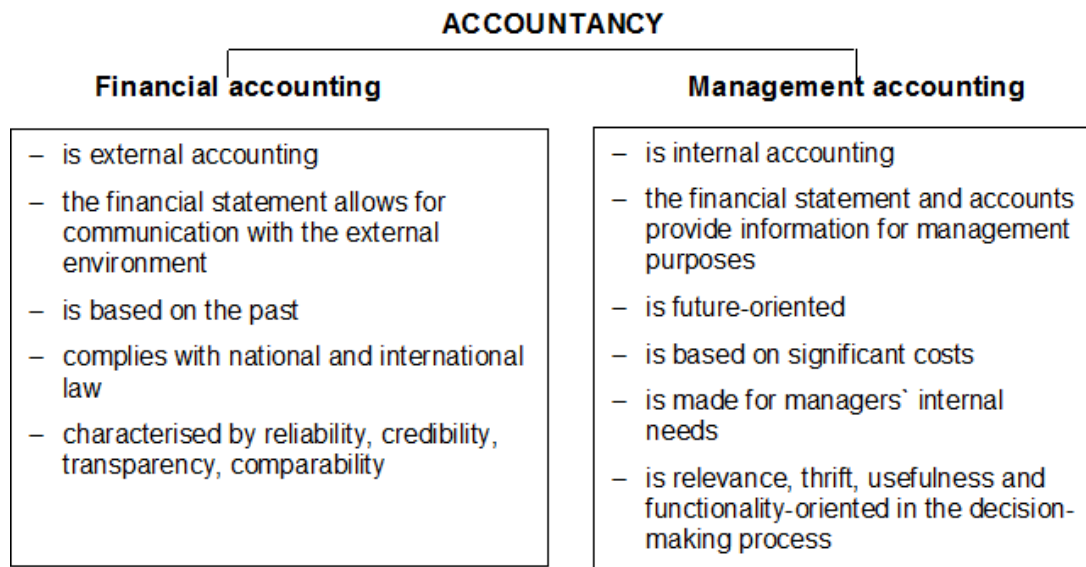 ACCOUNTANCY
Financial accounting
– is external accounting
– the financial statement allows for
communication with the external
environment
– is based on the past
– complies with national and international
law
– characterised by reliability, credibility,
transparency, comparability
Management accounting
– is internal accounting
– the financial statement and accounts
provide information for management
purposes
– is future-oriented
– is based on significant costs
– is made for managers` internal
needs
– is relevance, thrift, usefulness and
functionality-oriented in the decision-
making process